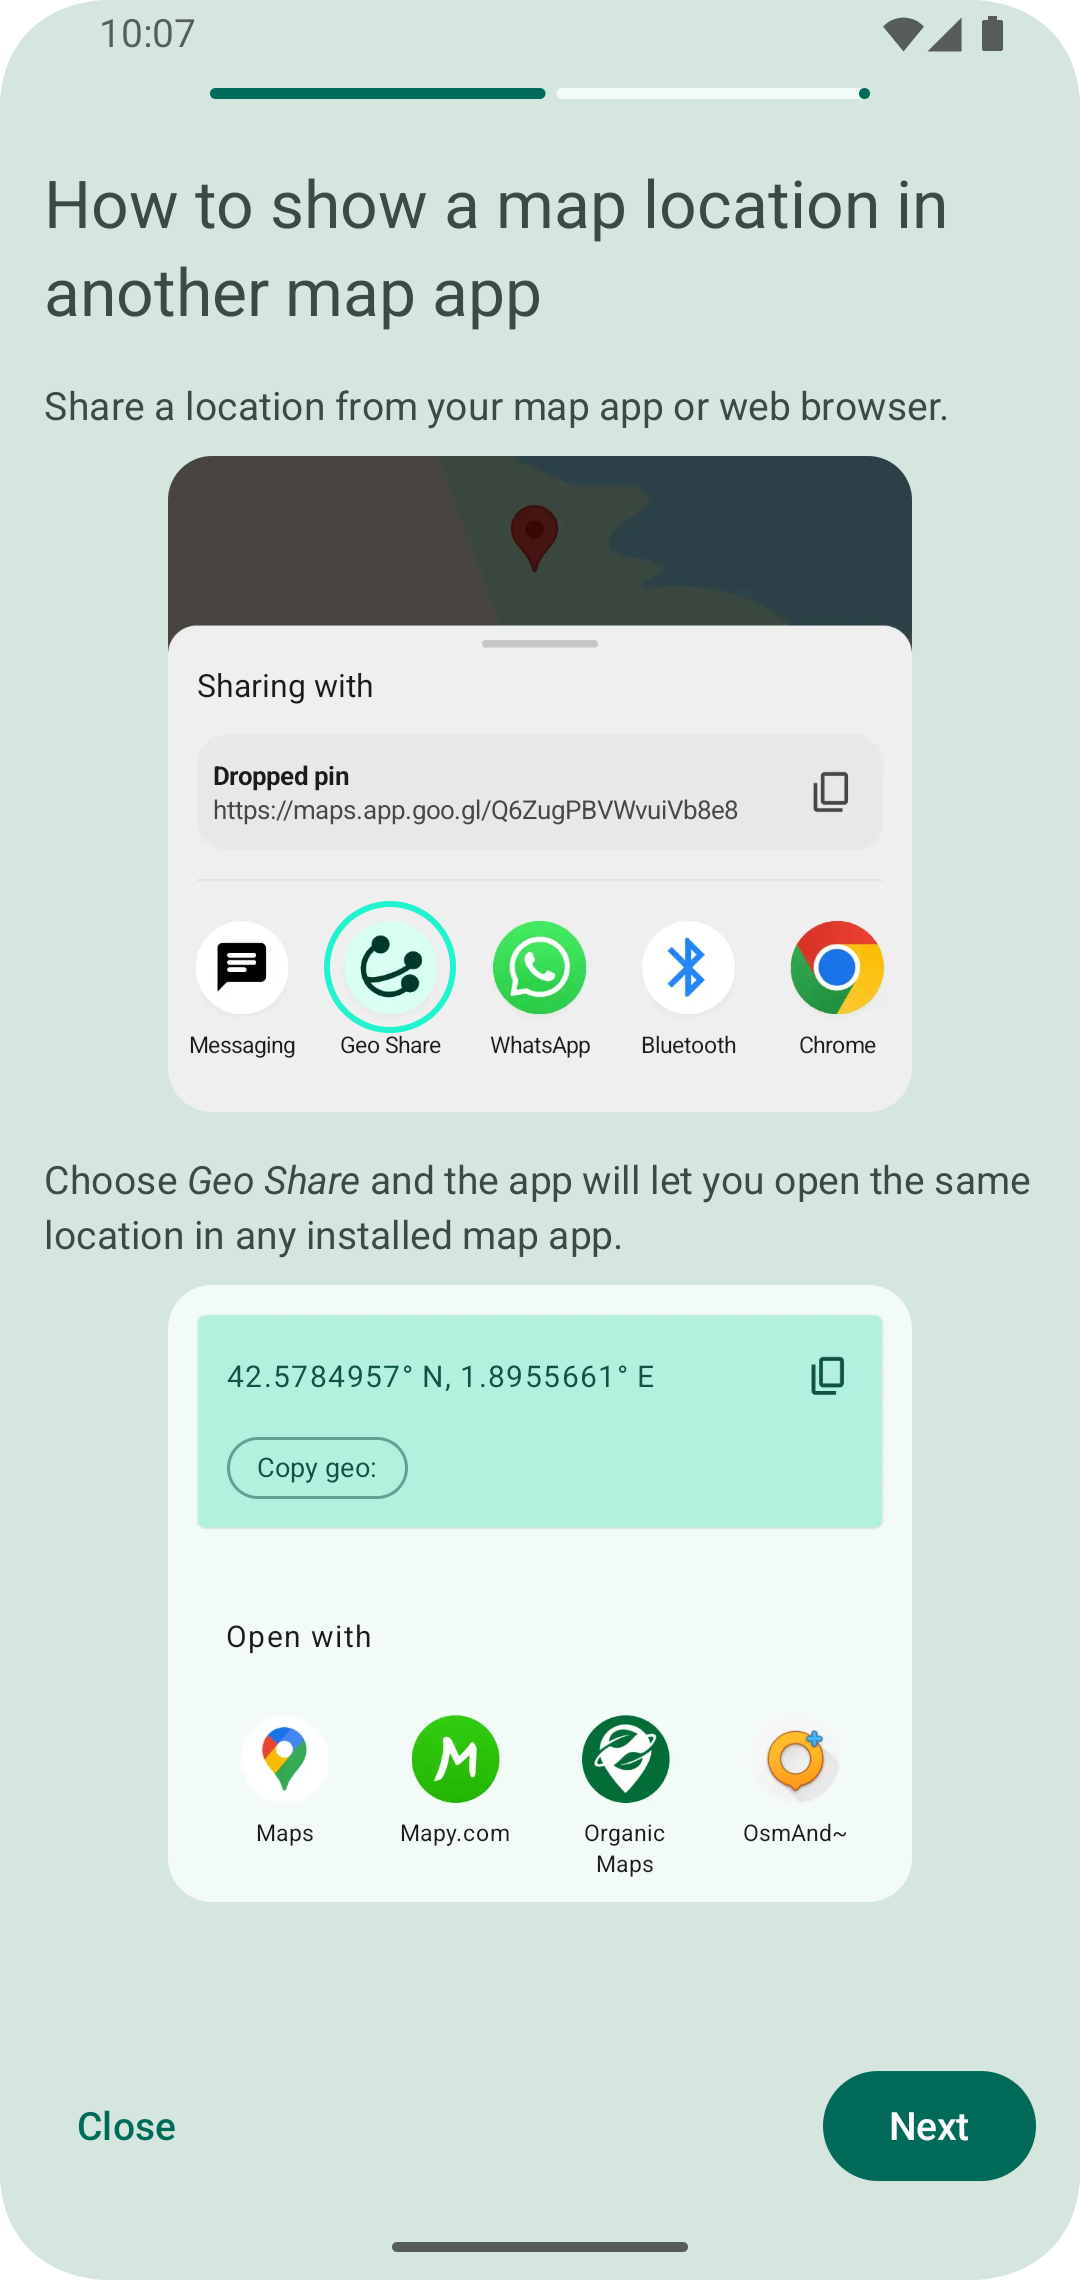 10:07
How to show a map location in
another map app
Share a location from your map app or web browser.
Sharing with
Dropped pin
https://maps.app.goo.gl/Q6ZugPBVWvuiVb8e8
Messaging
Geo Share
WhatsApp
Bluetooth
Chrome
Choose Geo Share and the app will let you open the same
location in any installed map app.
42.5784957° N, 1.8955661° E
Copy geo:
Open with
Maps
Mapy.com
Organic
Maps
OsmAnd~
Close
Next